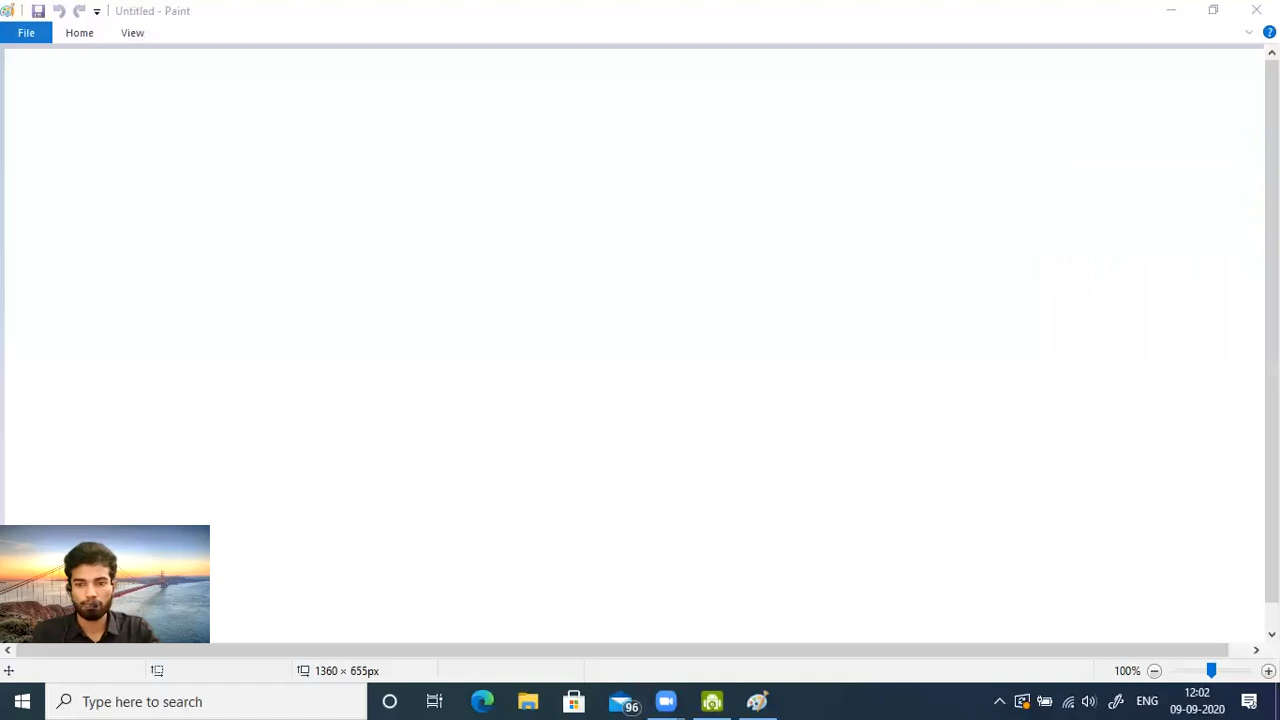 Untitled - Paint
File Home View
1360 × 655px 100%
Type here to search
96
ENG
12:02
09-09-2020